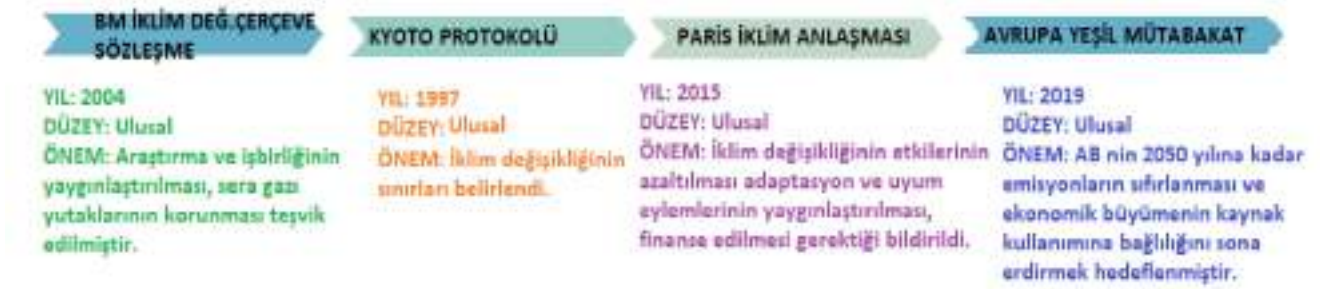 BM İKLİM DEĞ.ÇERÇEVE
SÖZLEŞME
YIL: 2004
DÜZEY: Ulusal
ÖNEM: Araştırma ve işbirliğinin
yaygınlaştırılması, sera gazı
yutaklarının korunması teşvik
edilmiştir.
KYOTO PROTOKOLÜ
YIL: 1997
DÜZEY: Ulusal
ÖNEM: İklim değişikliğinin
sınırları belirlendi.
PARİS İKLİM ANLAŞMASI
YIL: 2015
DÜZEY: Ulusal
ÖNEM: İklim değişikliğinin etkilerinin
azaltılması adaptasyon ve uyum
eylemlerinin yaygınlaştırılması,
finanse edilmesi gerektiği bildirildi.
AVRUPA YEŞİL MÜTABAKAT
YIL: 2019
DÜZEY: Ulusal
ÖNEM: AB nin 2050 yılına kadar
emisyonların sıfırlanması ve
ekonomik büyümenin kaynak
kullanımına bağlılığını sona
erdirmek hedeflenmiştir.